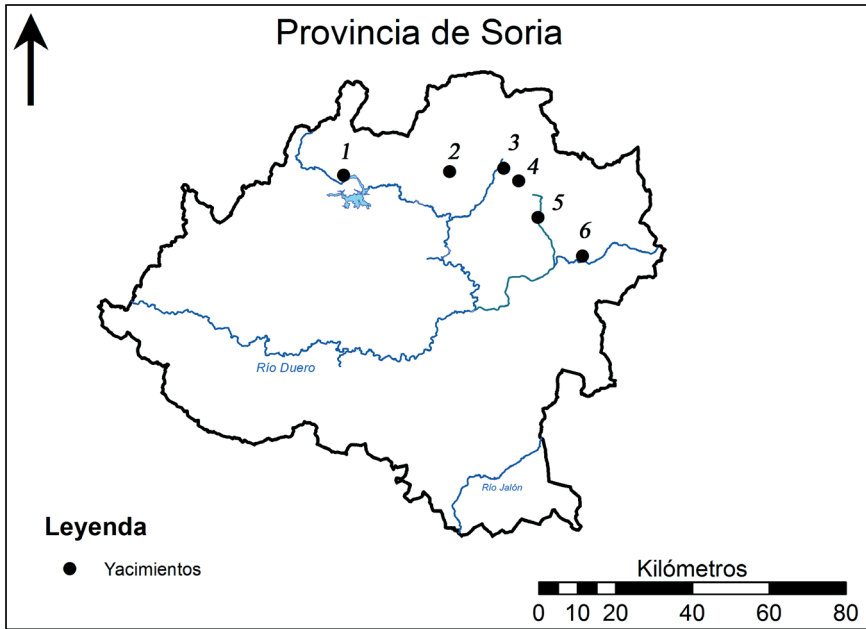 Provincia de Soria
1
2
3
4
5
6
Río Duero
Río Jalón
Leyenda
Yacimientos
Kilómetros
0 10 20 40 60 80